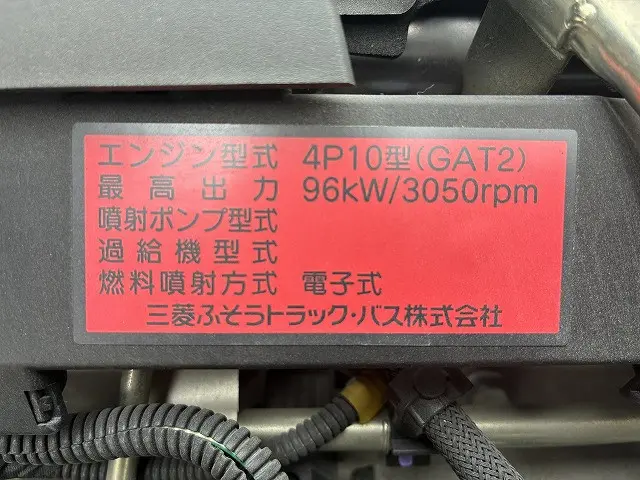 エンジン型式 4P10型(GAT2)
最高出力 96kW/3050rpm
噴射ポンプ型式
過給機型式
燃料噴射方式 電子式
三菱ふそうトラック・バス株式会社